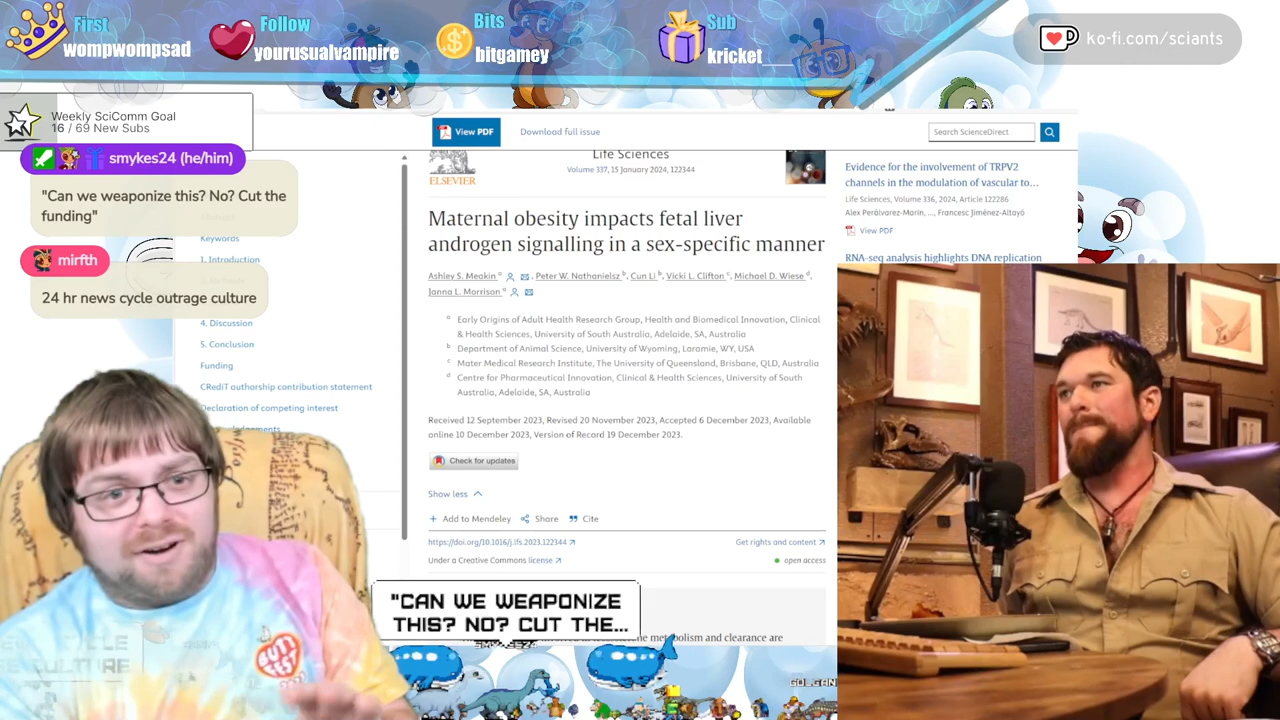 First
wompwompsad
Follow
yourusualvampire
Bits
bitgamey
Sub
kricket___
ko-fi.com/sciants
Weekly SciComm Goal
16 / 69 New Subs
smykes24 (he/him)
"Can we weaponize this? No? Cut the
funding"
mirfth
24 hr news cycle outrage culture
Keywords
1. Introduction
4. Discussion
5. Conclusion
Funding
CRediT authorship contribution statement
Declaration of competing interest
View PDF
Download full issue
Search ScienceDirect
ELSEVIER
Life Sciences
Volume 337, 15 January 2024, 122344
Maternal obesity impacts fetal liver
androgen signalling in a sex-specific manner
Ashley S. Meakin a, Peter W. Nathanielsz b, Cun Li b, Vicki L. Clifton c, Michael D. Wiese d,
Janna L. Morrison a
a Early Origins of Adult Health Research Group, Health and Biomedical Innovation, Clinical
& Health Sciences, University of South Australia, Adelaide, SA, Australia
b Department of Animal Science, University of Wyoming, Laramie, WY, USA
c Mater Medical Research Institute, The University of Queensland, Brisbane, QLD, Australia
d Centre for Pharmaceutical Innovation, Clinical & Health Sciences, University of South
Australia, Adelaide, SA, Australia
Received 12 September 2023, Revised 20 November 2023, Accepted 6 December 2023, Available
online 10 December 2023, Version of Record 19 December 2023.
Check for updates
Show less
Add to Mendeley
Share
Cite
https://doi.org/10.1016/j.lfs.2023.122344
Get rights and content
Under a Creative Commons license
open access
metabolism and clearance are
Evidence for the involvement of TRPV2
channels in the modulation of vascular to...
Life Sciences, Volume 336, 2024, Article 122286
Alex Perálvarez-Marín, ..., Francesc Jiménez-Altayó
View PDF
RNA-seq analysis highlights DNA replication
"CAN WE WEAPONIZE
THIS? NO? CUT THE...
BUTT
FEST